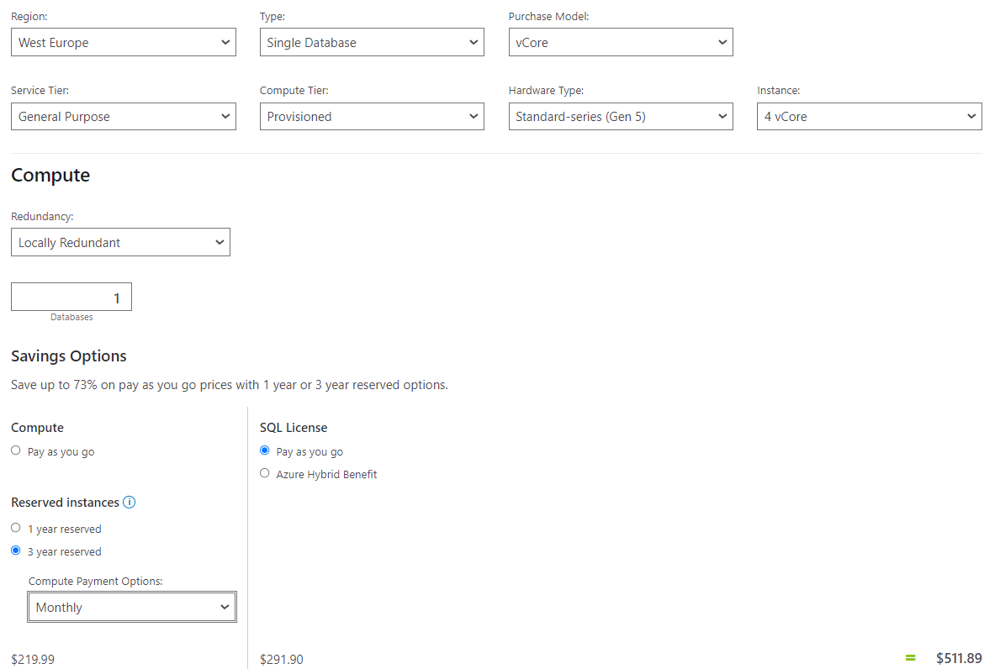 Region:
Type:
Purchase Model:
West Europe
Single Database
vCore
Service Tier:
Compute Tier:
Hardware Type:
Instance:
General Purpose
Provisioned
Standard-series (Gen 5)
4 vCore
Compute
Redundancy:
Locally Redundant
1
Databases
Savings Options
Save up to 73% on pay as you go prices with 1 year or 3 year reserved options.
Compute
Pay as you go
Reserved instances
1 year reserved
3 year reserved
Compute Payment Options:
Monthly
$219.99
SQL License
Pay as you go
Azure Hybrid Benefit
$291.90
= $511.89